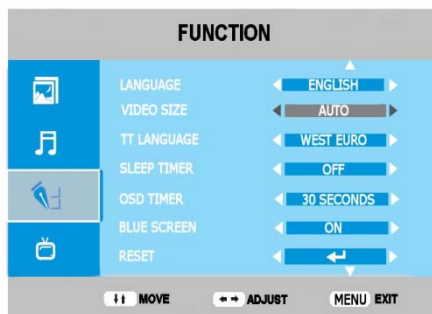 FUNCTION
LANGUAGE ENGLISH
VIDEO SIZE AUTO
TT LANGUAGE WEST EURO
SLEEP TIMER OFF
OSD TIMER 30 SECONDS
BLUE SCREEN ON
RESET
MOVE ADJUST MENU EXIT